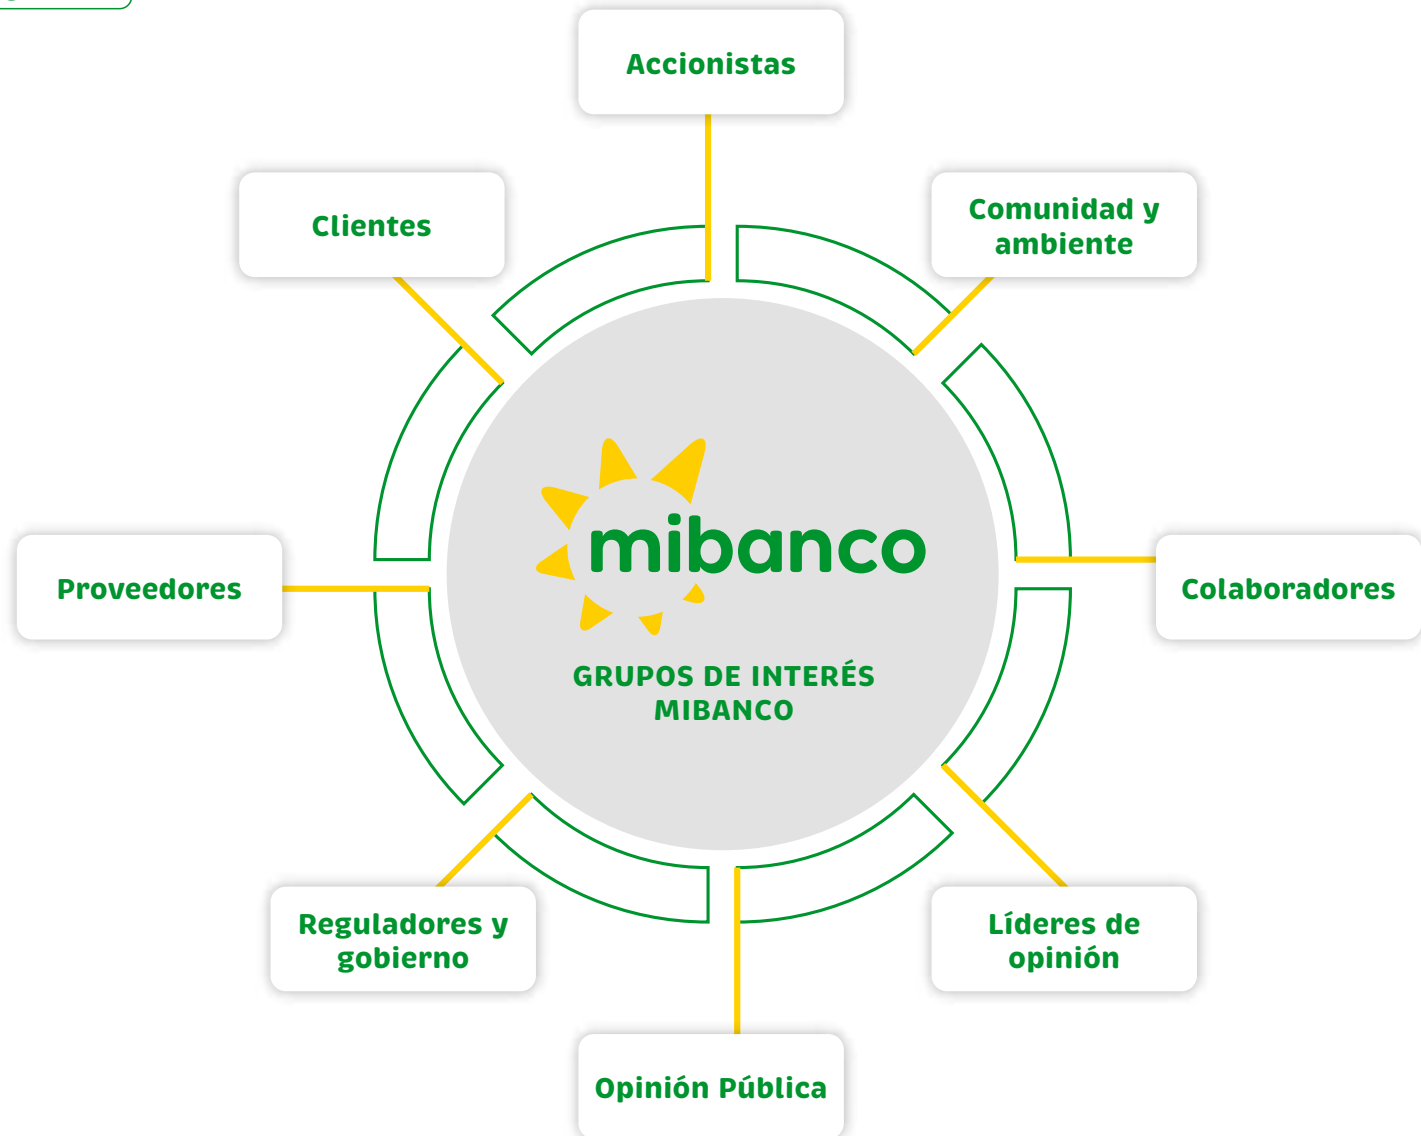 Accionistas
Clientes
Comunidad y
ambiente
mibanco
Proveedores
Colaboradores
GRUPOS DE INTERÉS
MIBANCO
Reguladores y
gobierno
Líderes de
opinión
Opinión Pública